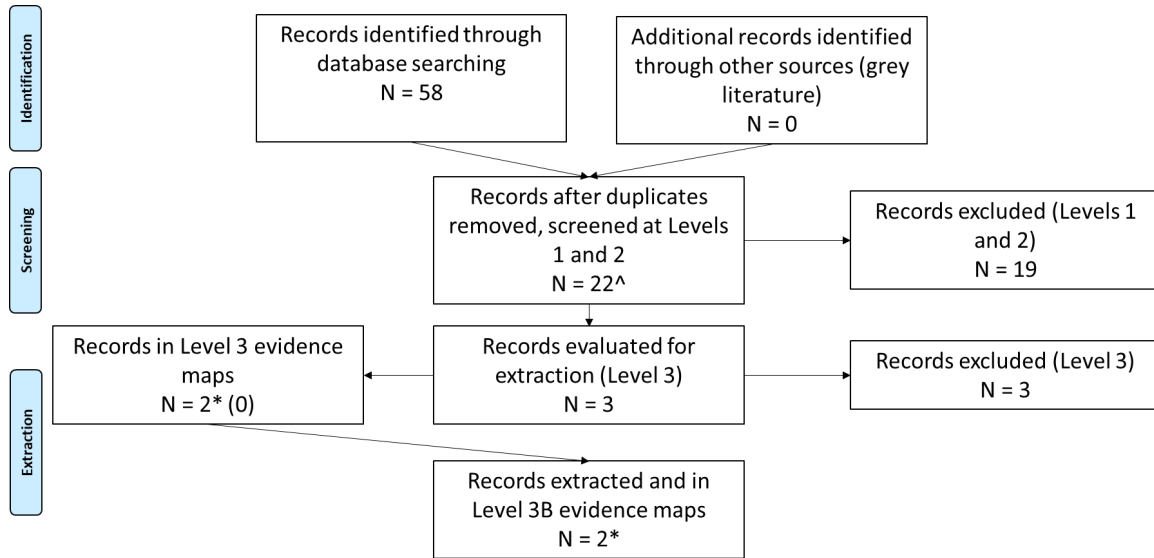 Identification
Records identified through
database searching
N = 58
Additional records identified
through other sources (grey
literature)
N = 0
Screening
Records after duplicates
removed, screened at Levels
1 and 2
N = 22^
Records excluded (Levels 1
and 2)
N = 19
Extraction
Records in Level 3 evidence
maps
N = 2* (0)
Records evaluated for
extraction (Level 3)
N = 3
Records excluded (Level 3)
N = 3
Records extracted and in
Level 3B evidence maps
N = 2*